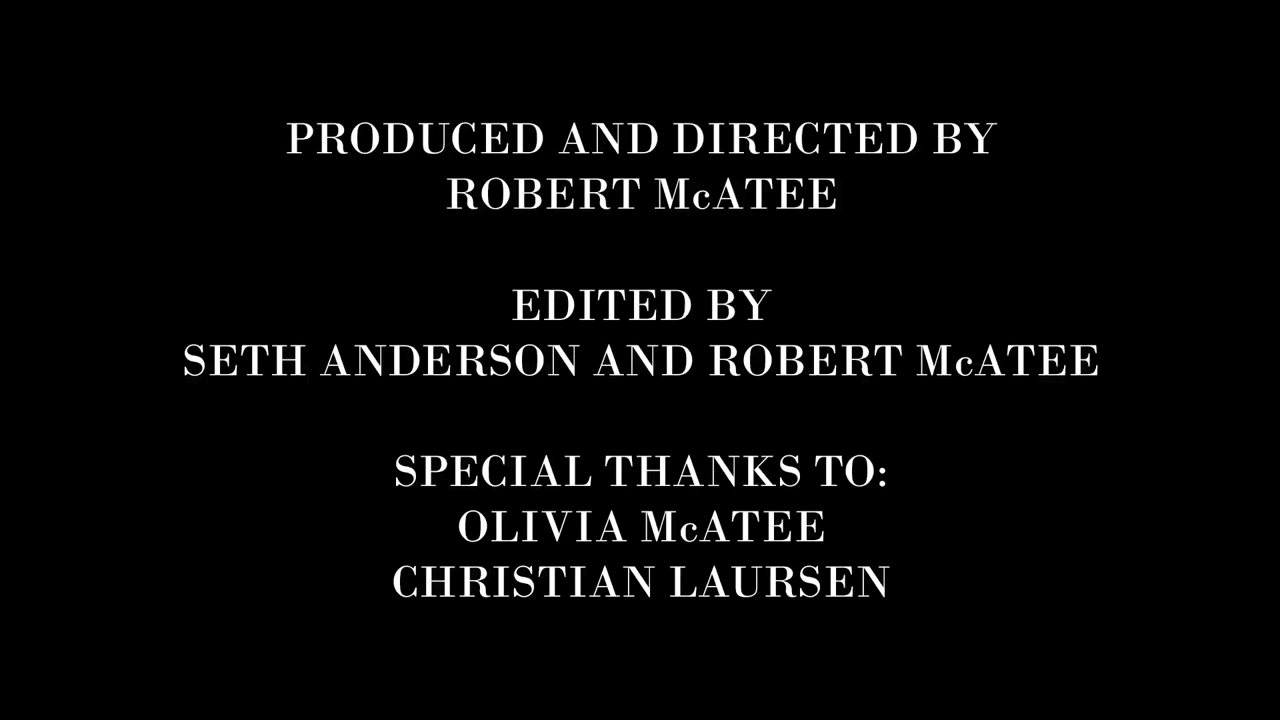 PRODUCED AND DIRECTED BY
ROBERT McATEE
EDITED BY
SETH ANDERSON AND ROBERT McATEE
SPECIAL THANKS TO:
OLIVIA McATEE
CHRISTIAN LAURSEN